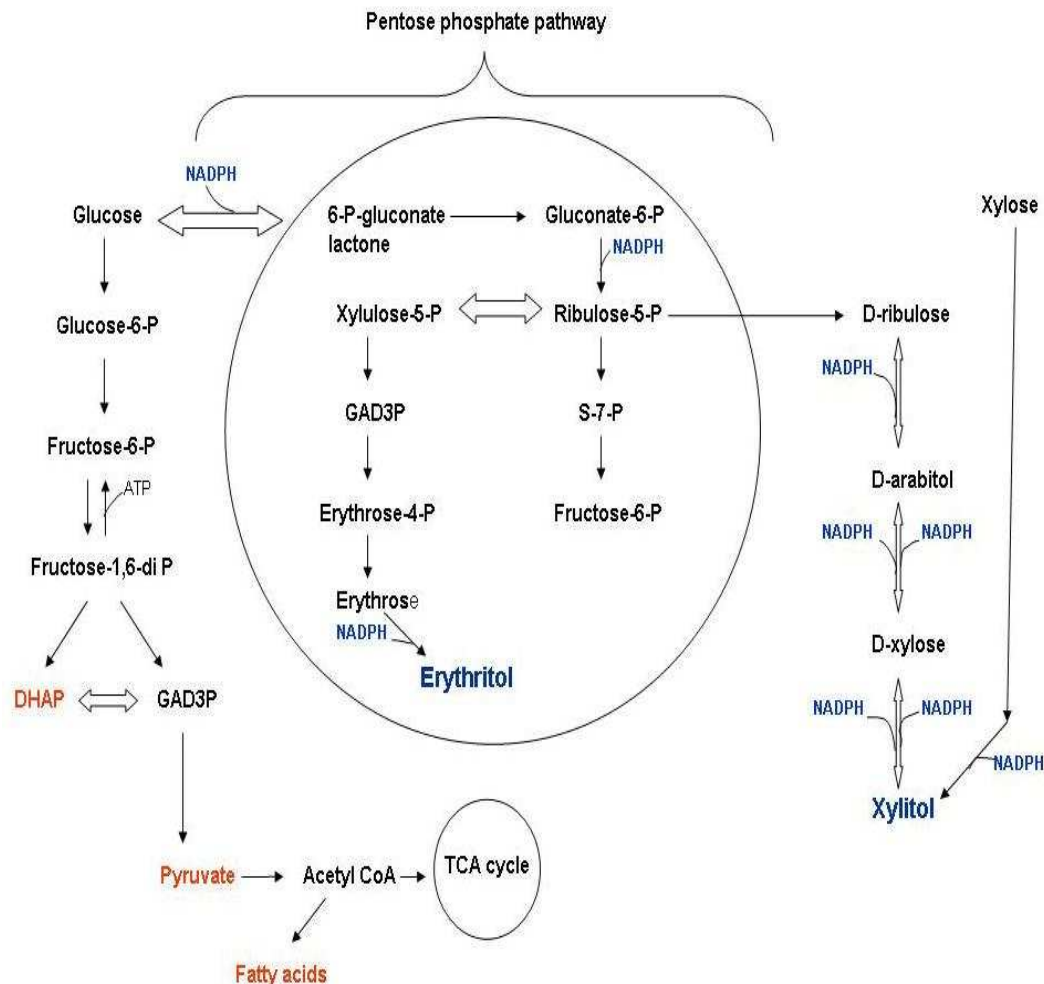 Pentose phosphate pathway
NADPH
Glucose
6-P-gluconate
lactone
Gluconate-6-P
Xylose
NADPH
Glucose-6-P
Xylulose-5-P
Ribulose-5-P
D-ribulose
NADPH
GAD3P
S-7-P
Fructose-6-P
ATP
D-arabitol
Erythrose-4-P
Fructose-6-P
NADPH
NADPH
Fructose-1,6-di P
Erythrose
NADPH
Erythritol
D-xylose
DHAP
GAD3P
NADPH
NADPH
NADPH
Xylitol
Pyruvate
Acetyl CoA
TCA cycle
Fatty acids